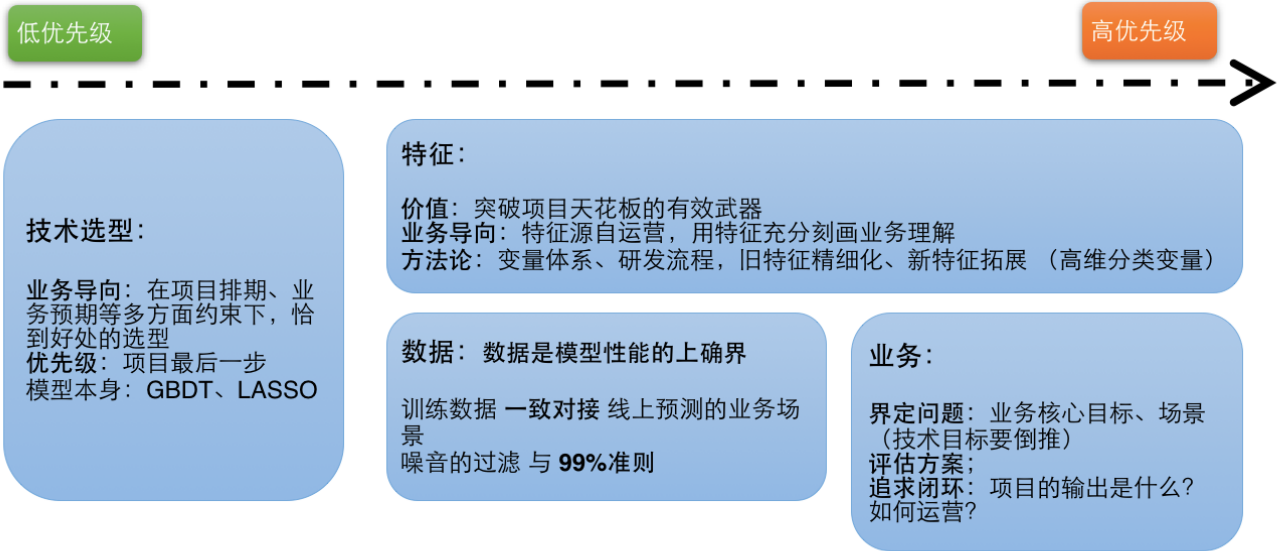 低优先级
高优先级
技术选型：
业务导向：在项目排期、业
务预期等多方面约束下，恰
到好处的选型
优先级：项目最后一步
模型本身：GBDT、LASSO
特征：
价值：突破项目天花板的有效武器
业务导向：特征源自运营，用特征充分刻画业务理解
方法论：变量体系、研发流程，旧特征精细化、新特征拓展 （高维分类变量）
数据：数据是模型性能的上确界
训练数据 一致对接 线上预测的业务场
景
噪音的过滤 与 99%准则
业务：
界定问题：业务核心目标、场景
（技术目标要倒推）
评估方案；
追求闭环：项目的输出是什么？
如何运营？